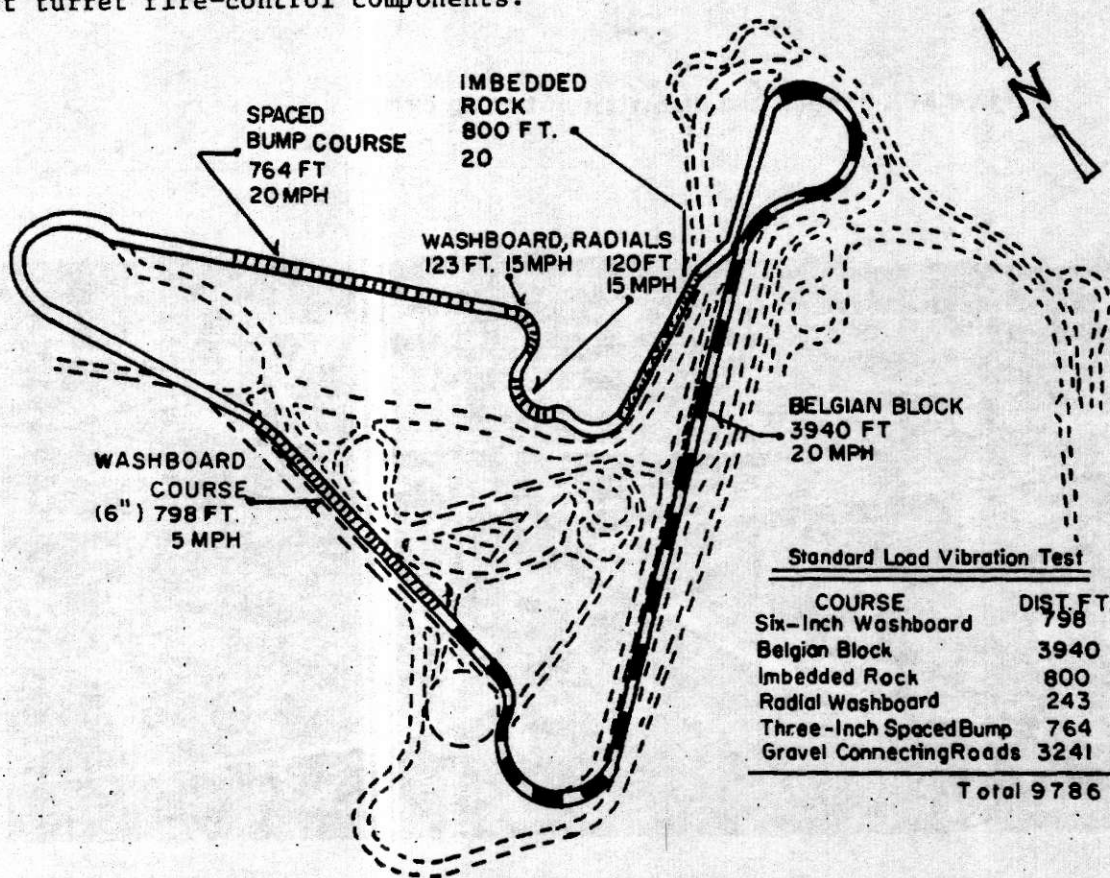 t turret fire-control components.
IMBEDDED
ROCK
800 FT.
20
SPACED
BUMP COURSE
764 FT
20 MPH
N
WASHBOARD, RADIALS
123 FT. 15 MPH 120 FT
15 MPH
BELGIAN BLOCK
3940 FT
20 MPH
WASHBOARD
COURSE
(6") 798 FT.
5 MPH
Standard Load Vibration Test
COURSE DIST. FT
Six-Inch Washboard 798
Belgian Block 3940
Imbedded Rock 800
Radial Washboard 243
Three-Inch Spaced Bump 764
Gravel Connecting Roads 3241
Total 9786